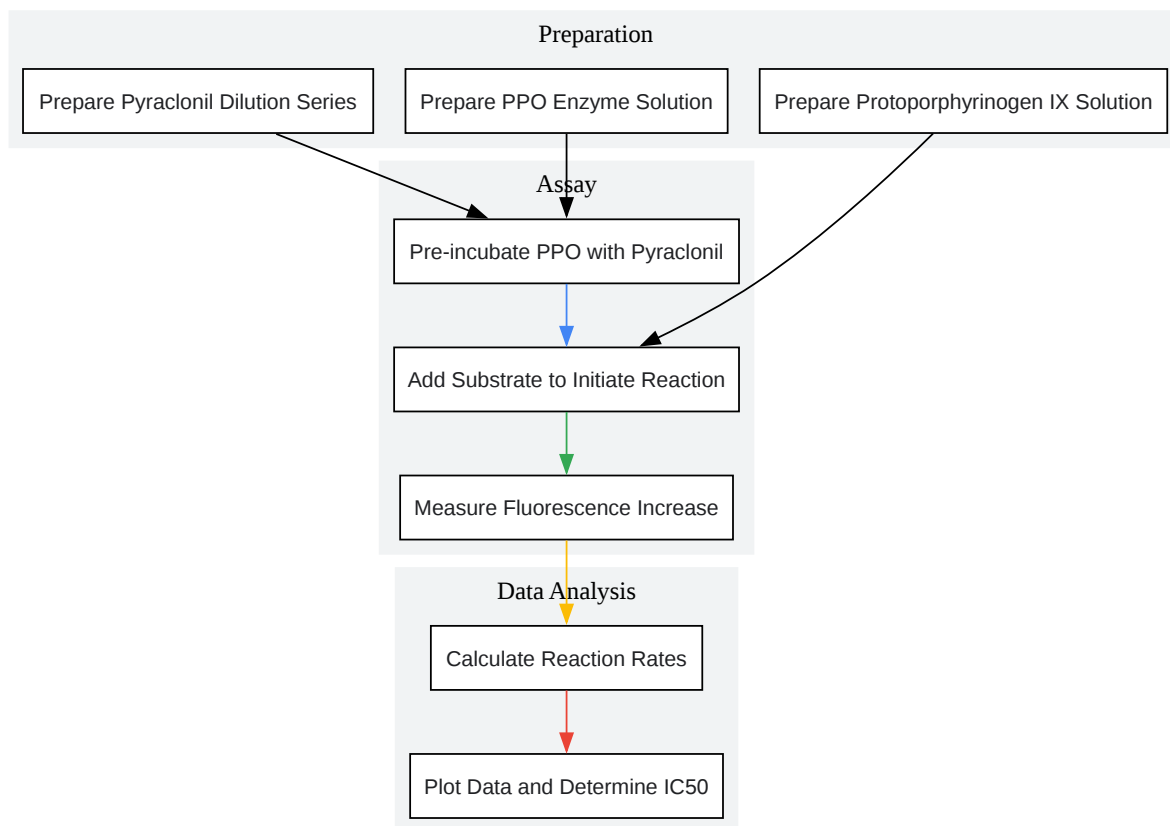 Preparation
Prepare Pyraclonil Dilution Series
Prepare PPO Enzyme Solution
Prepare Protoporphyrinogen IX Solution
Assay
Pre-incubate PPO with Pyraclonil
Add Substrate to Initiate Reaction
Measure Fluorescence Increase
Data Analysis
Calculate Reaction Rates
Plot Data and Determine IC50